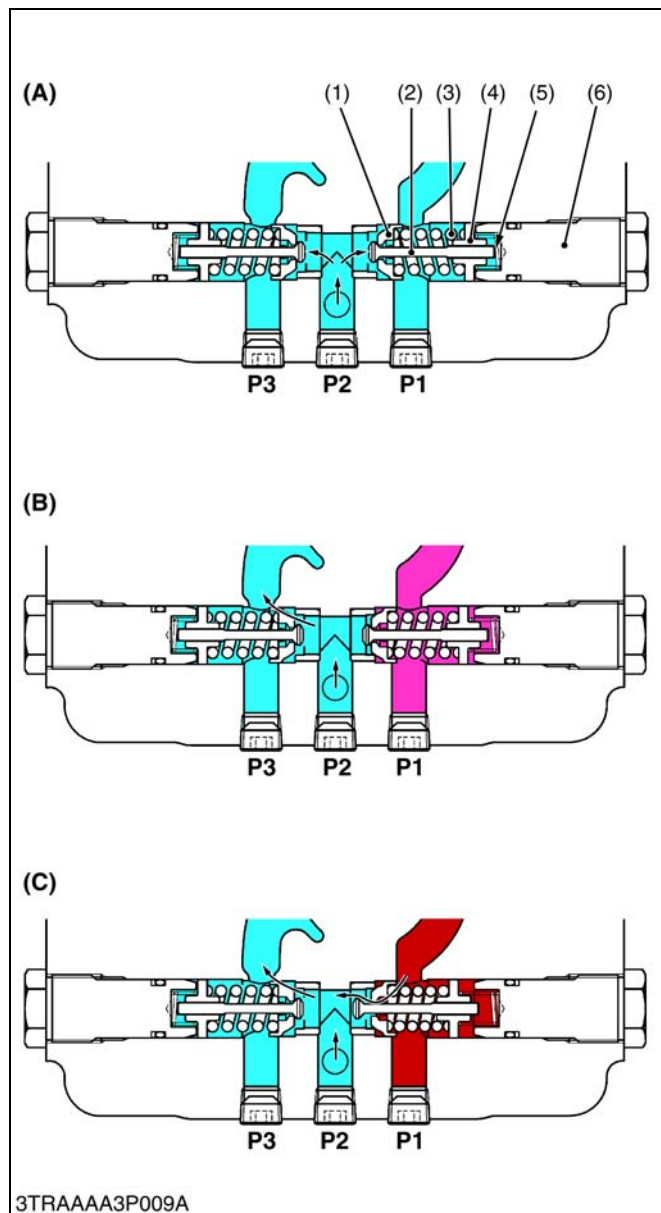 (A) (1) (2) (3) (4) (5) (6)
P3 P2 P1
(B)
P3 P2 P1
(C)
P3 P2 P1
3TRAAAA3P009A